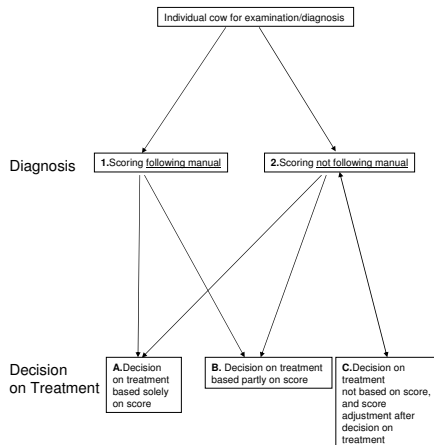 Individual cow for examination/diagnosis
Diagnosis
1.Scoring following manual
2.Scoring not following manual
Decision
on Treatment
A.Decision
on treatment
based solely
on score
B. Decision on treatment
based partly on score
C.Decision on
treatment
not based on score,
and score
adjustment after
decision on
treatment